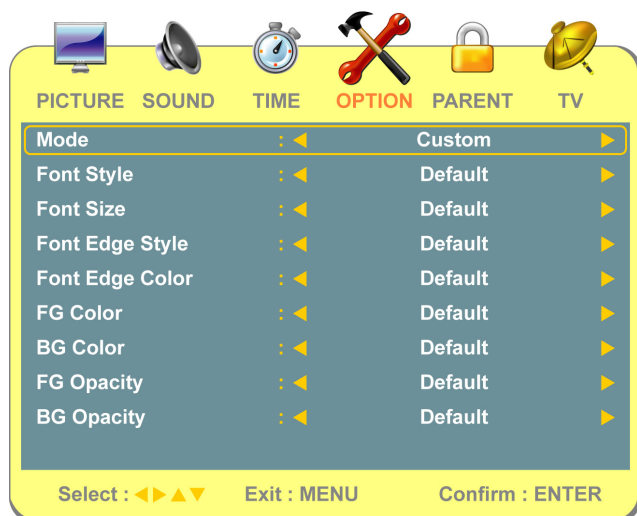 PICTURE SOUND TIME OPTION PARENT TV
Mode : Custom
Font Style : Default
Font Size : Default
Font Edge Style : Default
Font Edge Color : Default
FG Color : Default
BG Color : Default
FG Opacity : Default
BG Opacity : Default
Select : Exit : MENU Confirm : ENTER